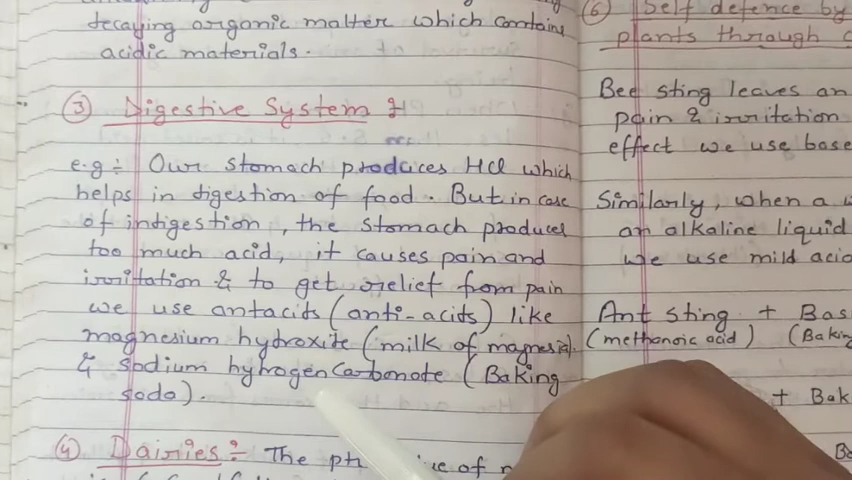 decaying organic matter which contains
acidic materials.
③ Digestive System :-
e.g ÷ Our stomach produces HCl which
helps in digestion of food. But in case
of indigestion, the stomach produces
too much acid, it causes pain and
irritation & to get relief from pain
we use antacids (anti-acids) like
magnesium hydroxide (milk of magnesia).
& sodium hydrogencarbonate (Baking
soda).
④ Dairies ÷ The ph of
⑥ Self defence by
plants through
Bee sting leaves an
pain & irritation
effect we use base
Similarly, when a
an alkaline liquid
we use mild acid
Ant sting + Bas
(methanoic acid) (Baking
+ Bak